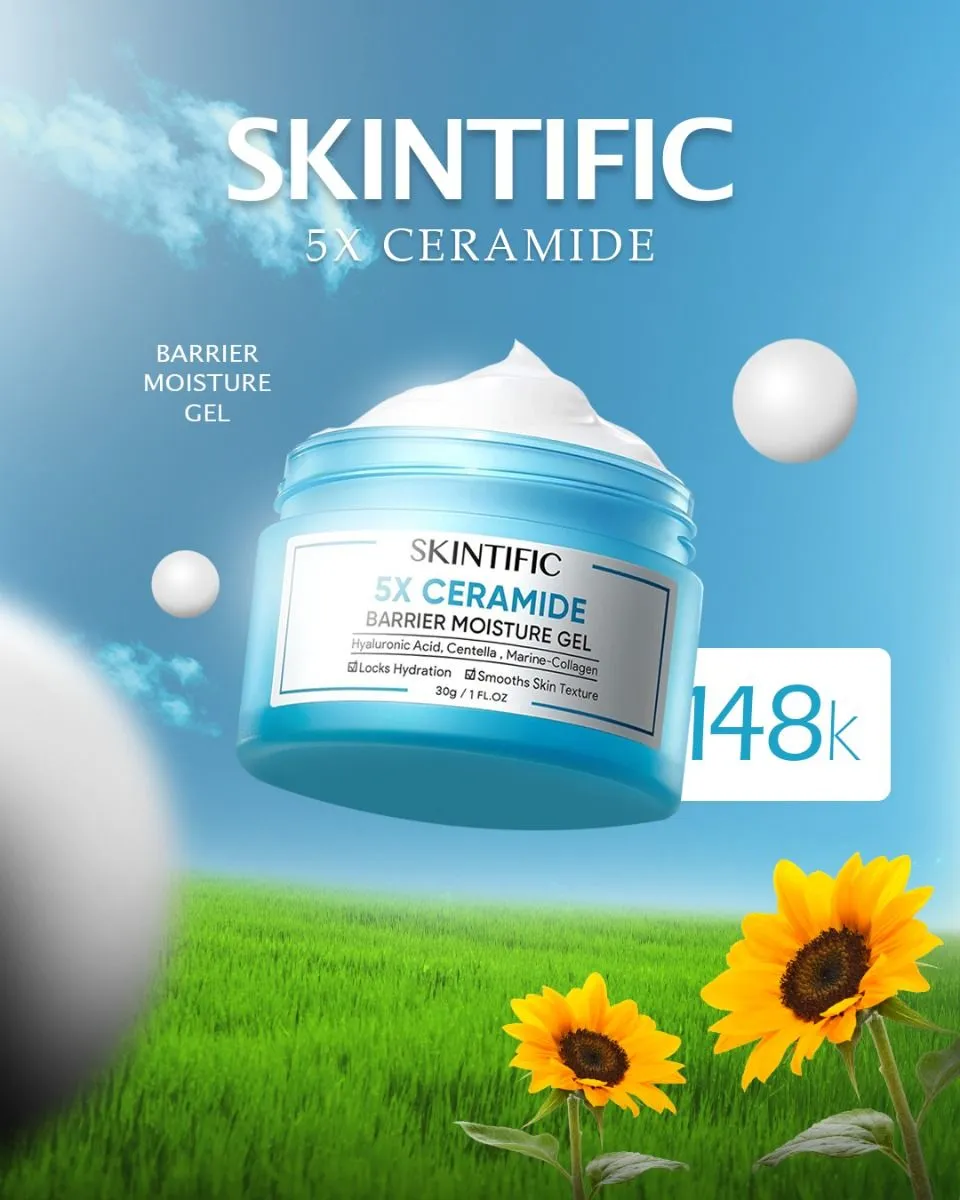 SKINTIFIC
5X CERAMIDE
BARRIER
MOISTURE
GEL
SKINTIFIC
5X CERAMIDE
BARRIER MOISTURE GEL
Hyaluronic Acid, Centella , Marine-Collagen
☑Locks Hydration ☑Smooths Skin Texture
30g / 1 FL.OZ
148k